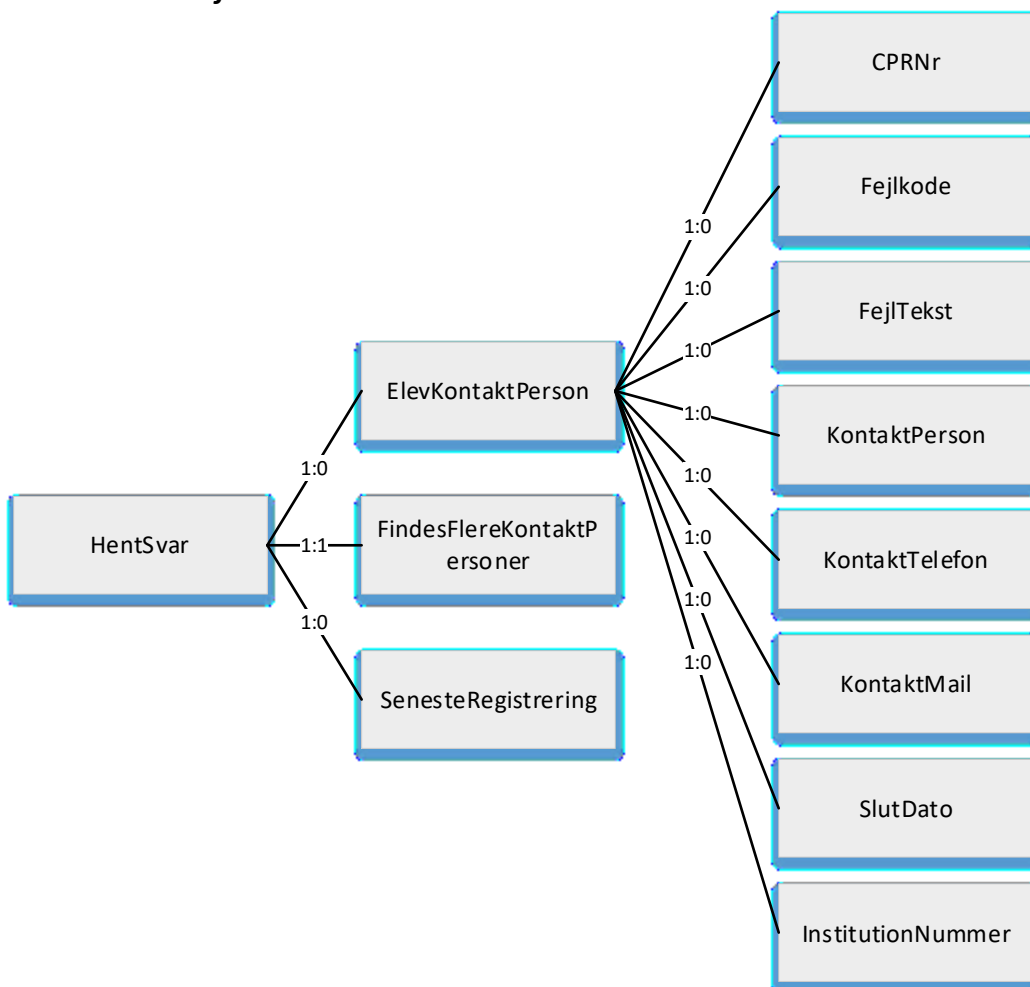 CPRNr
Fejlkode
1:0
1:0
FejlTekst
1:0
ElevKontaktPerson
1:0
KontaktPerson
1:0
1:0
KontaktTelefon
HentSvar
1:1
FindesFlereKontaktP
ersoner
1:0
1:0
1:0
KontaktMail
1:0
SenesteRegistrering
SlutDato
InstitutionNummer